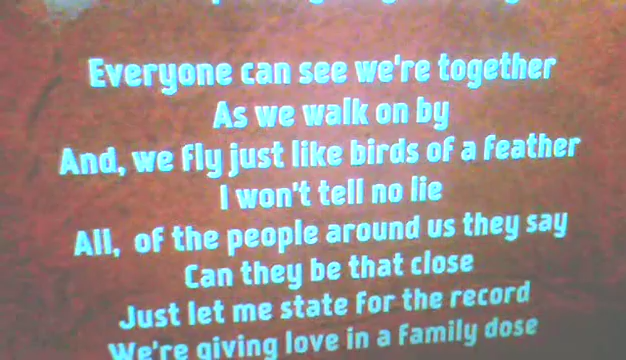 Everyone can see we're together
As we walk on by
And, we fly just like birds of a feather
I won't tell no lie
All, of the people around us they say
Can they be that close
Just let me state for the record
We're giving love in a family dose